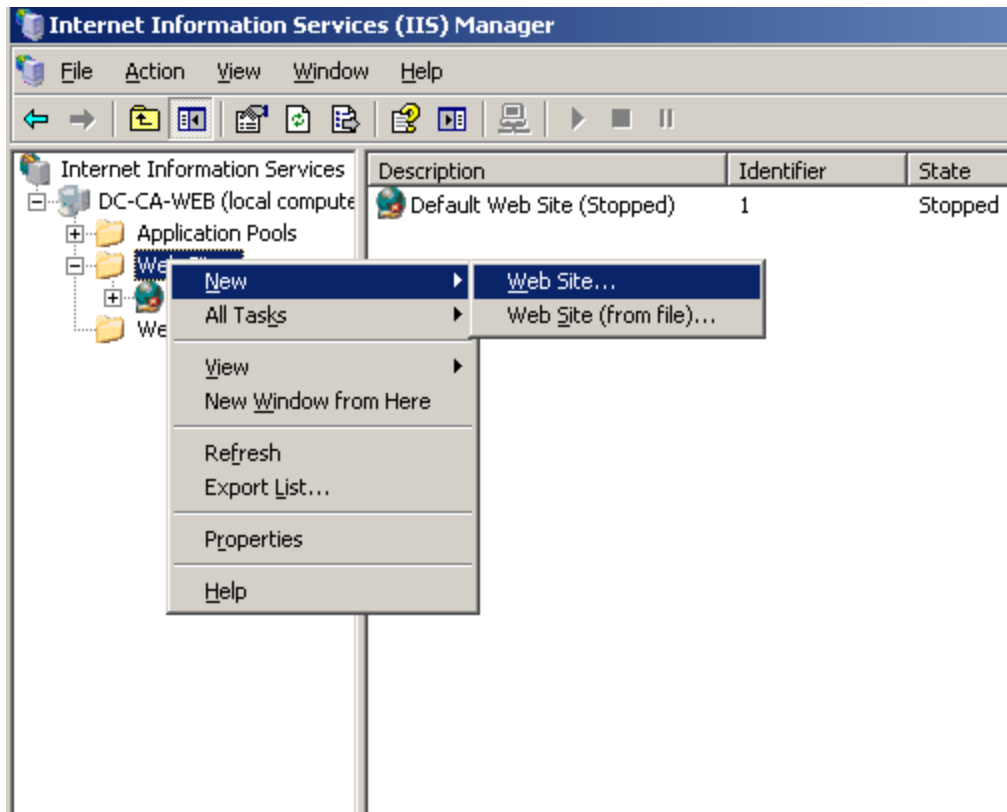 Internet Information Services (IIS) Manager
File Action View Window Help
Internet Information Services
Description Identifier State
DC-CA-WEB (local compute
Default Web Site (Stopped) 1 Stopped
Application Pools
New
Web Site...
All Tasks
Web Site (from file)...
We
View
New Window from Here
Refresh
Export List...
Properties
Help